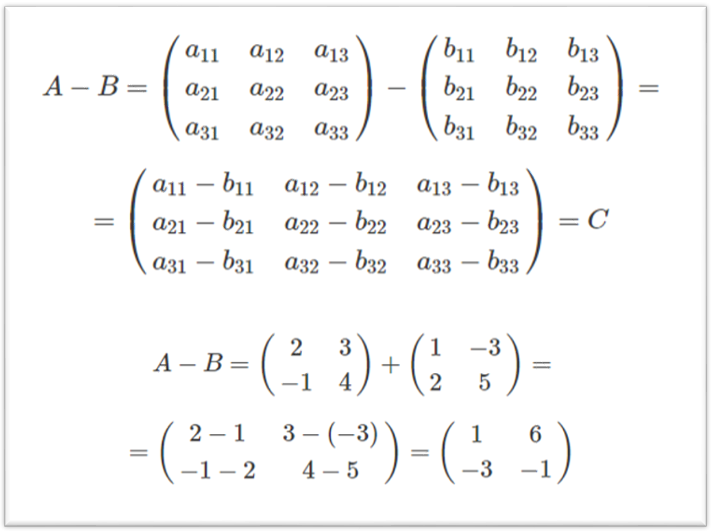 A − B = ( a₁₁ a₁₂ a₁₃ ; a₂₁ a₂₂ a₂₃ ; a₃₁ a₃₂ a₃₃ ) − ( b₁₁ b₁₂ b₁₃ ; b₂₁ b₂₂ b₂₃ ; b₃₁ b₃₂ b₃₃ ) =
= ( a₁₁ − b₁₁ a₁₂ − b₁₂ a₁₃ − b₁₃ ; a₂₁ − b₂₁ a₂₂ − b₂₂ a₂₃ − b₂₃ ; a₃₁ − b₃₁ a₃₂ − b₃₂ a₃₃ − b₃₃ ) = C
A − B = ( 2 3 ; −1 4 ) + ( 1 −3 ; 2 5 ) =
= ( 2 − 1 3 − (−3) ; −1 − 2 4 − 5 ) = ( 1 6 ; −3 −1 )